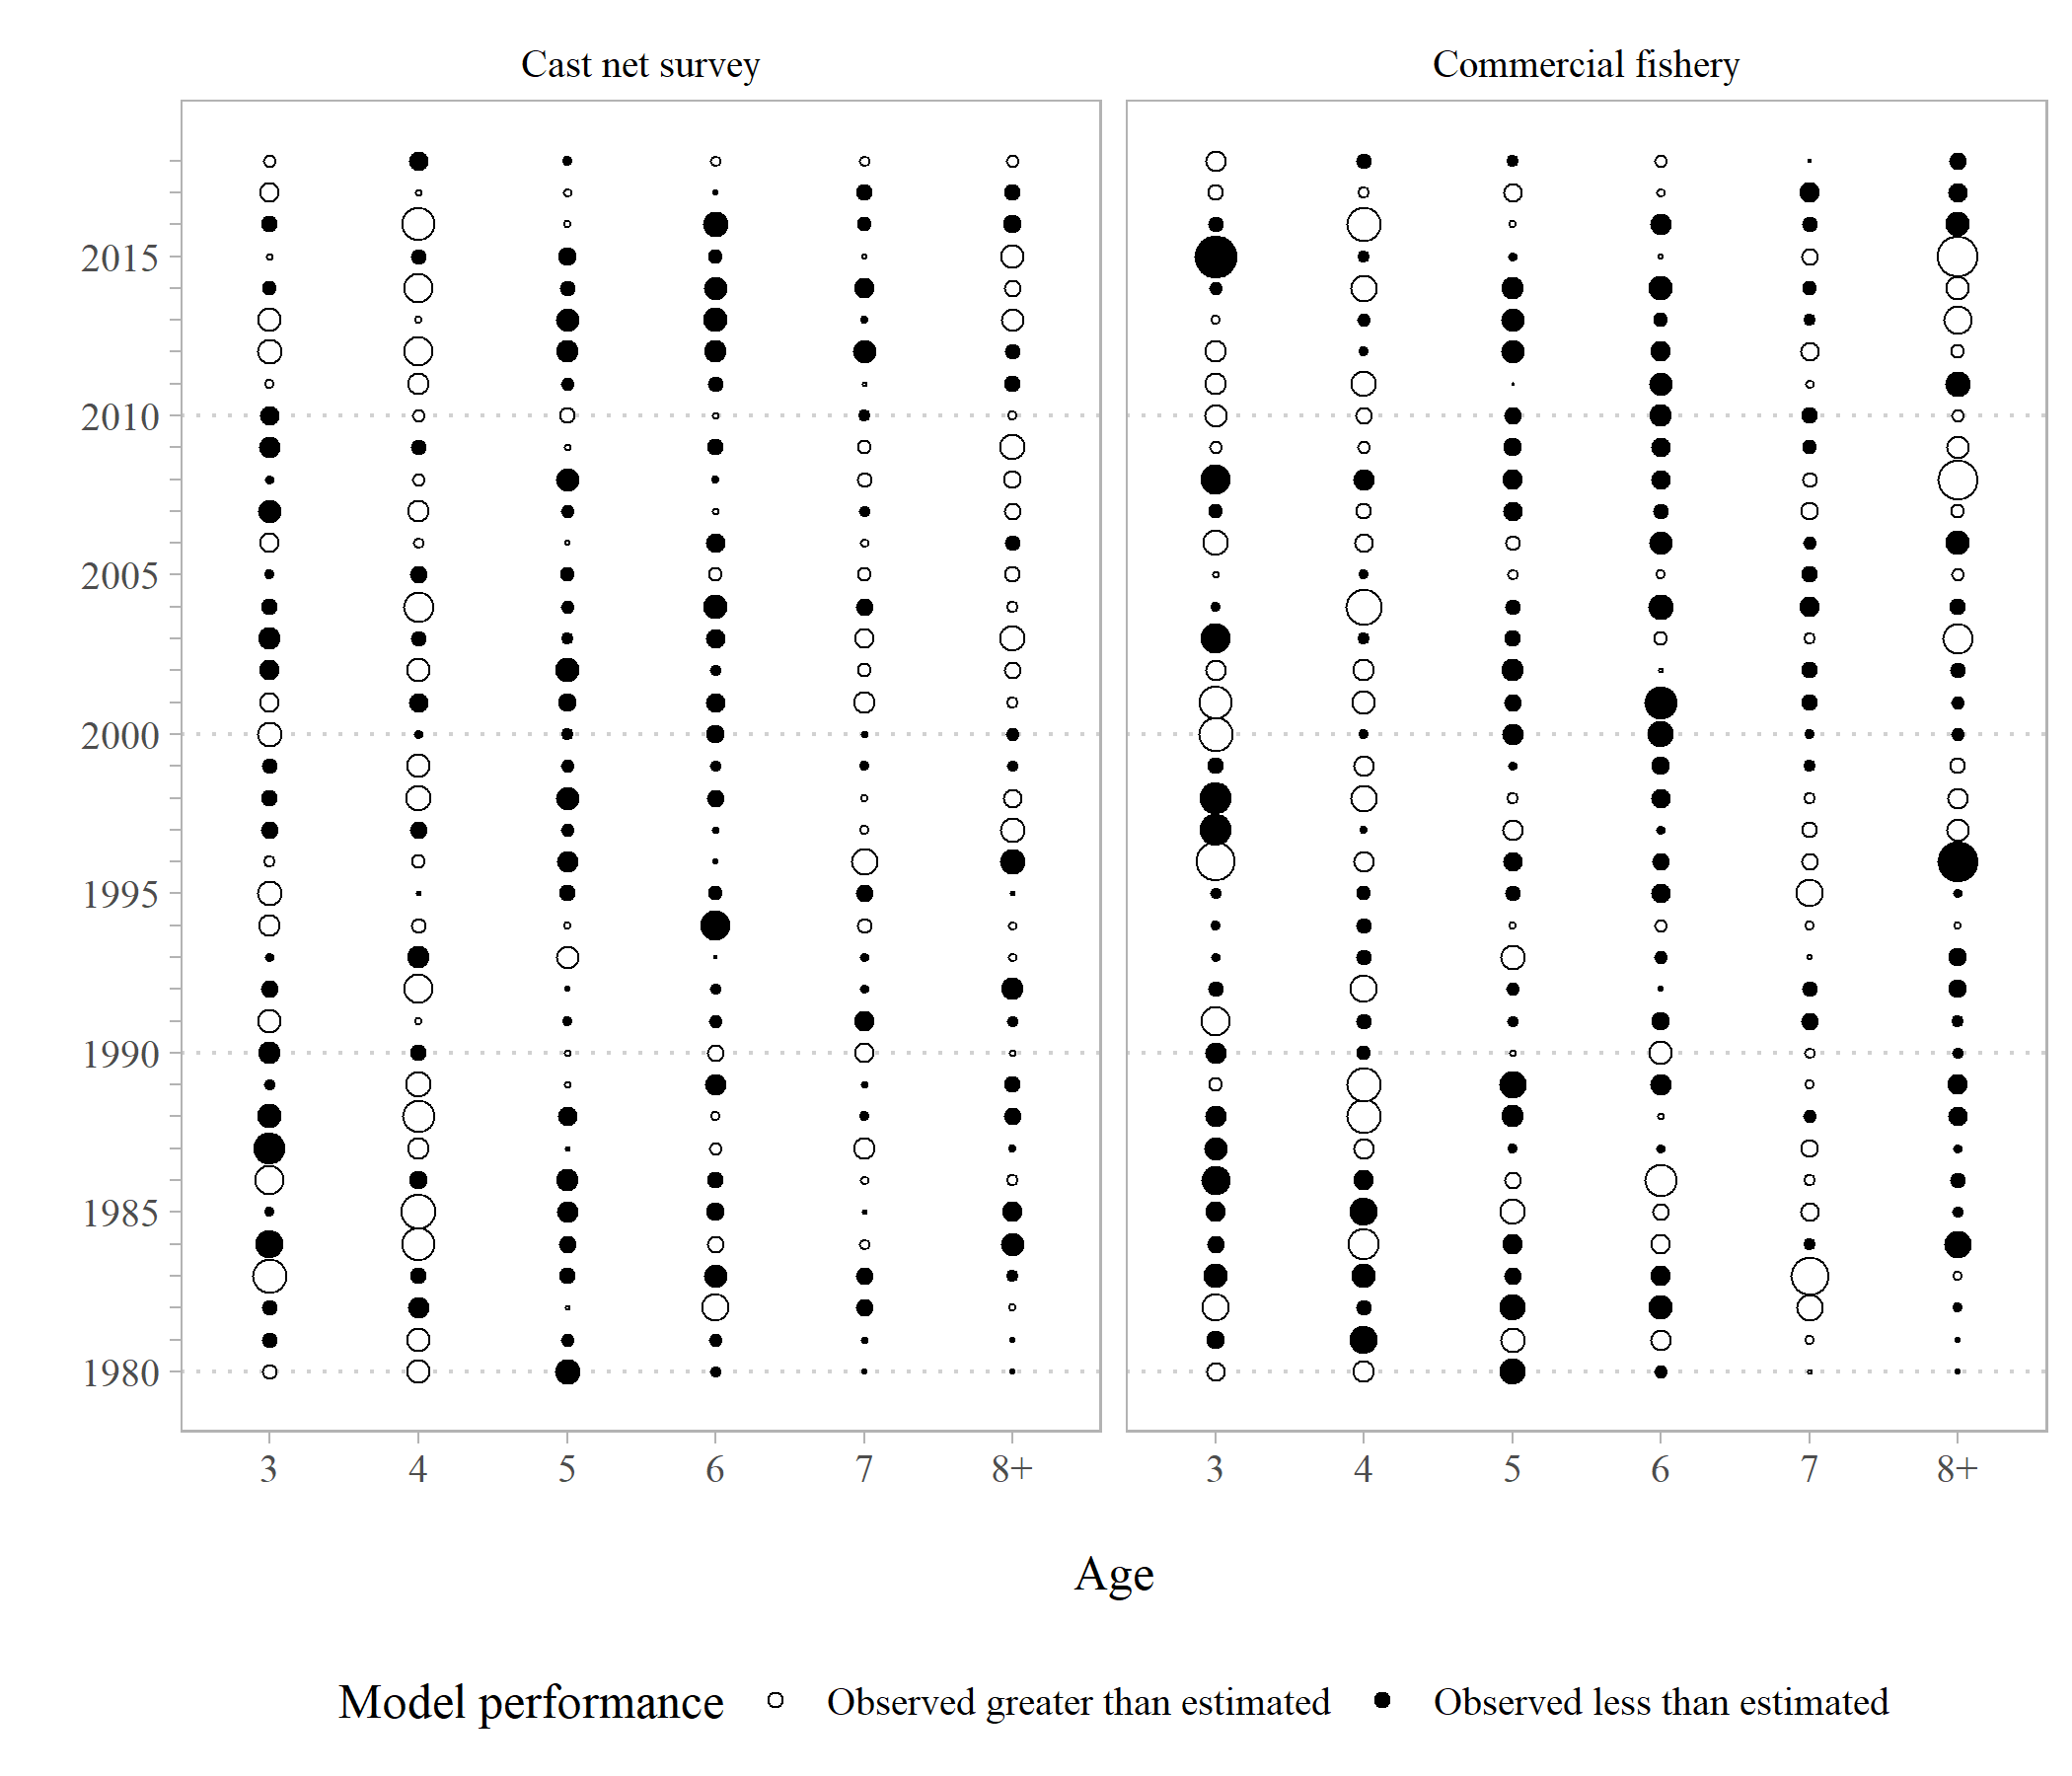 Cast net survey Commercial fishery
2015
2010
2005
2000
1995
1990
1985
1980
3 4 5 6 7 8+ 3 4 5 6 7 8+
Age
Model performance Observed greater than estimated Observed less than estimated